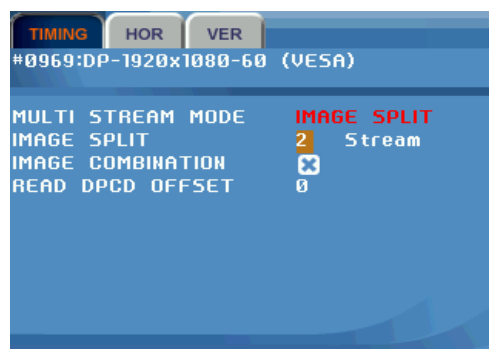 TIMING HOR VER
#0969:DP-1920x1080-60 (VESA)
MULTI STREAM MODE IMAGE SPLIT
IMAGE SPLIT 2 Stream
IMAGE COMBINATION
READ DPCD OFFSET 0